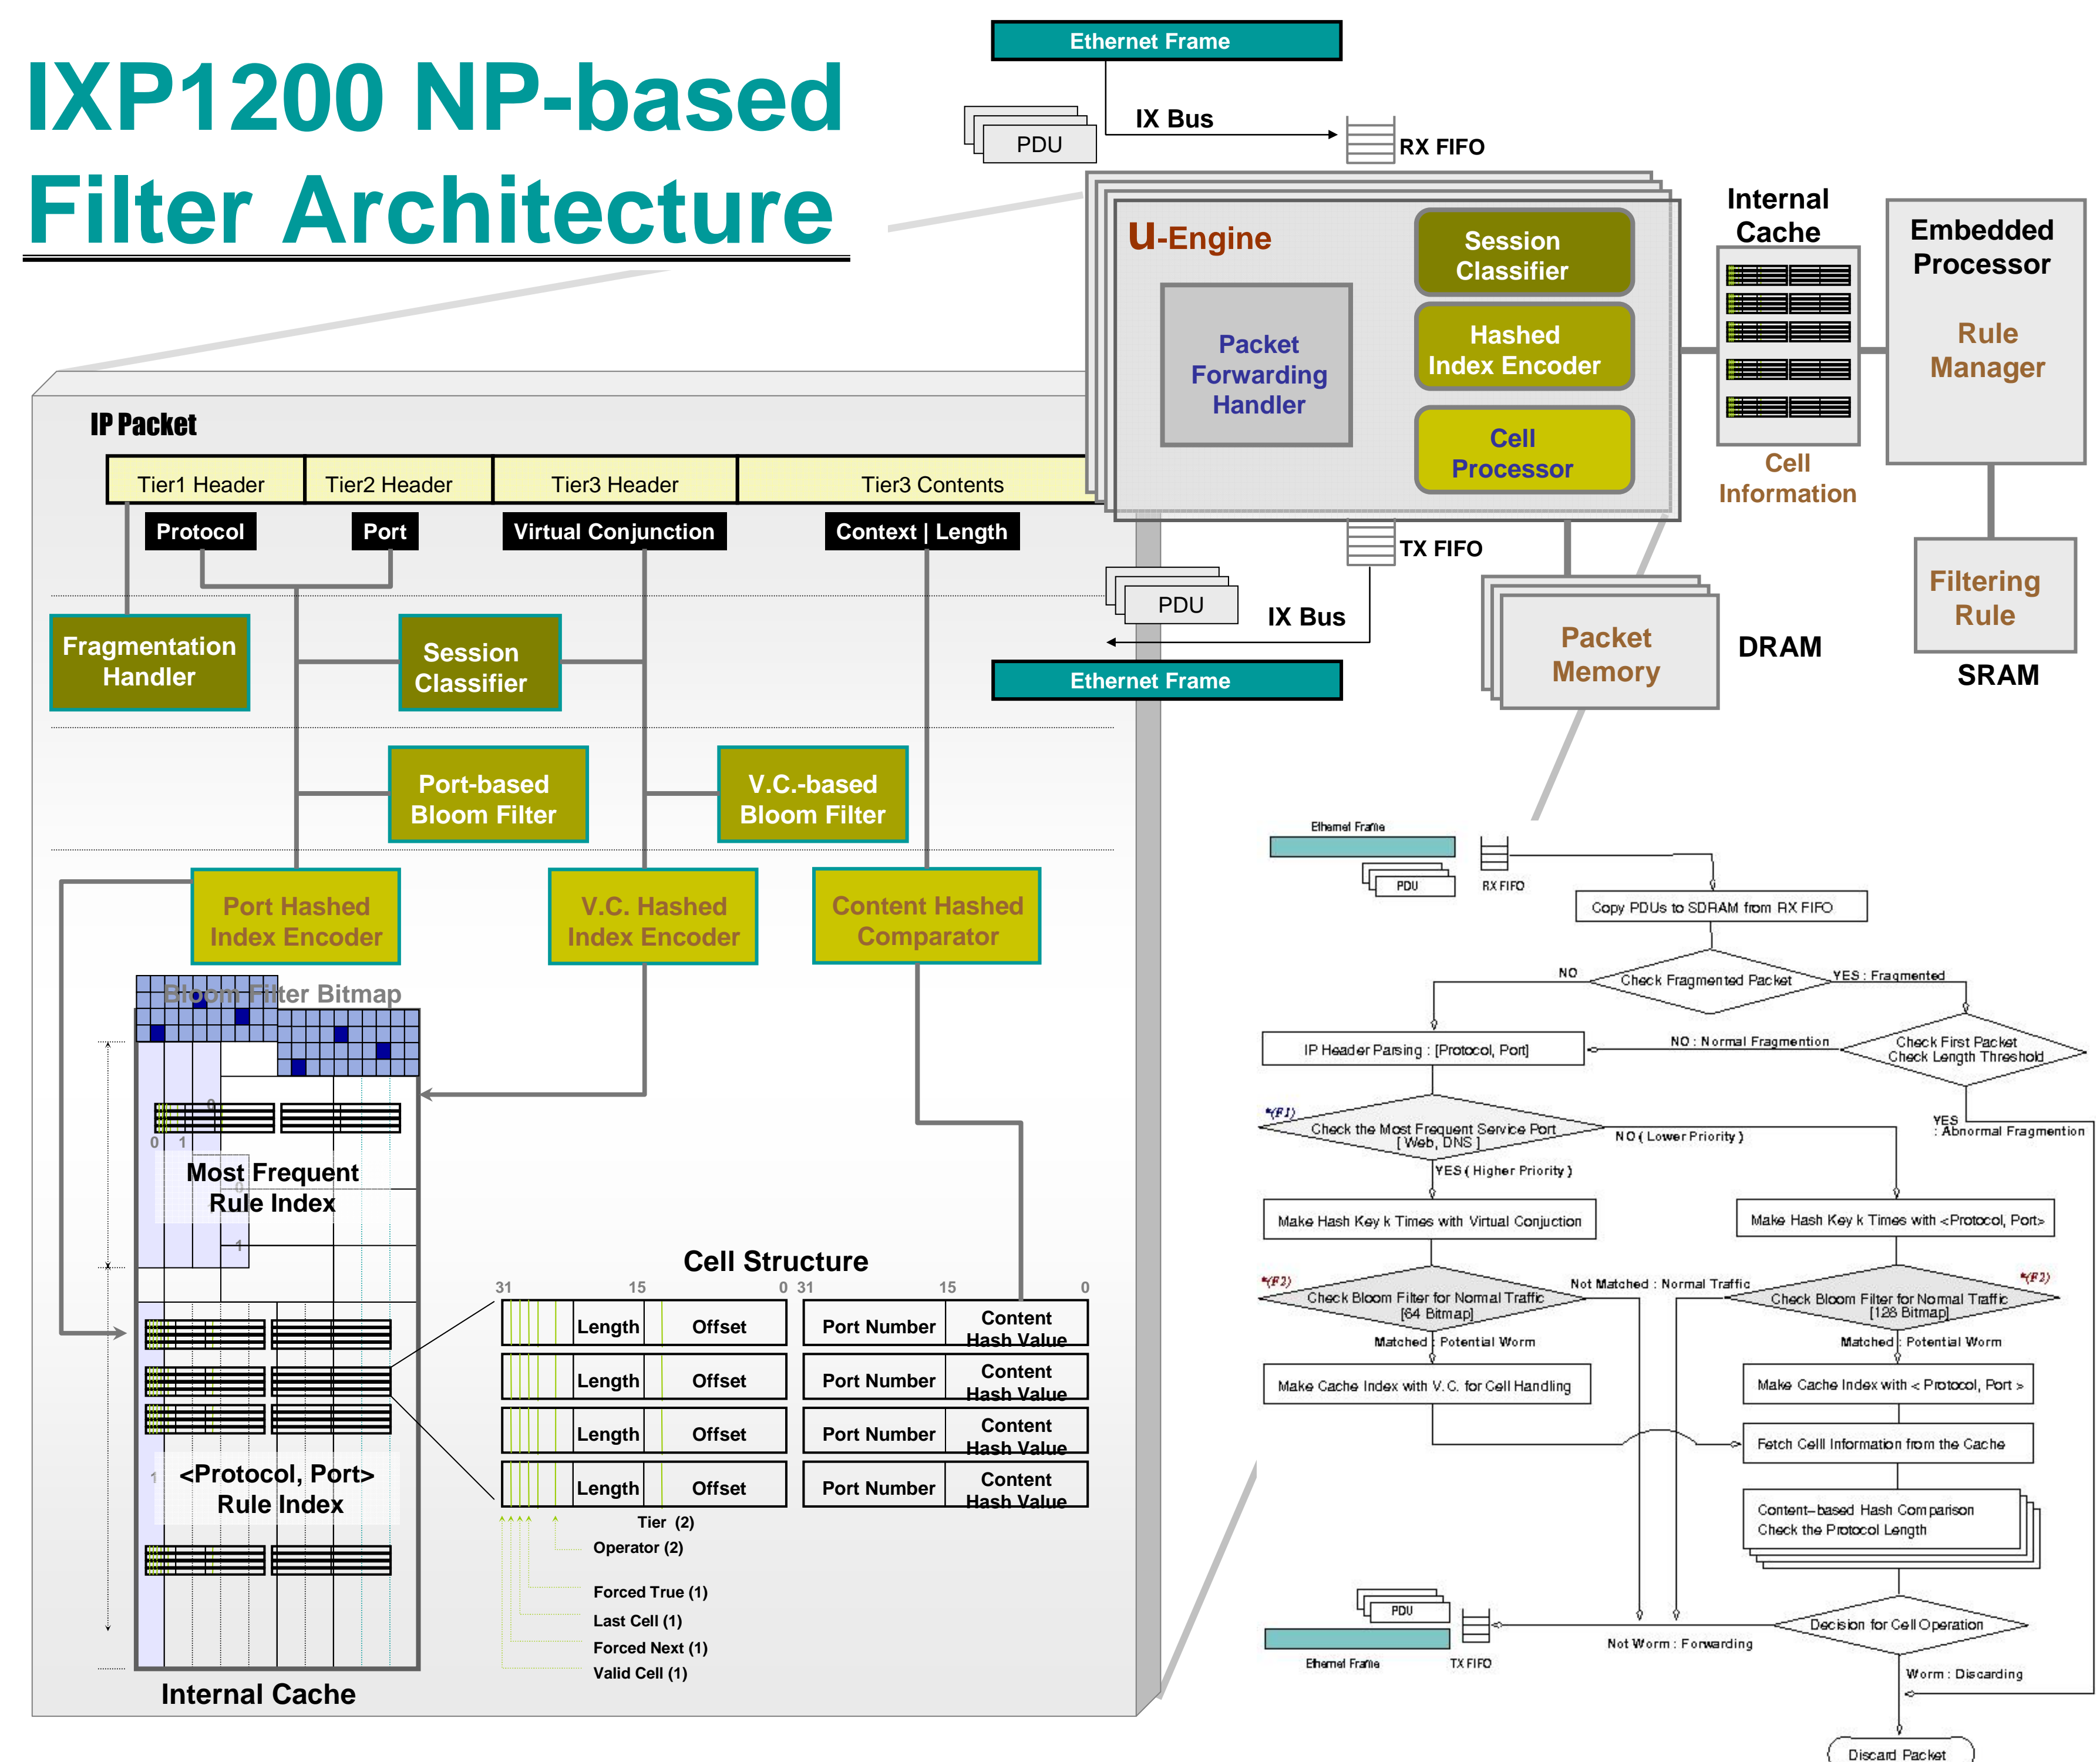 IXP1200 NP-based
Filter Architecture
Ethernet Frame
IX Bus
PDU
RX FIFO
u-Engine
Session
Classifier
Packet
Forwarding
Handler
Hashed
Index Encoder
Cell
Processor
Internal
Cache
Cell
Information
Embedded
Processor
Rule
Manager
TX FIFO
PDU
IX Bus
Ethernet Frame
Packet
Memory
DRAM
Filtering
Rule
SRAM
IP Packet
Tier1 Header
Tier2 Header
Tier3 Header
Tier3 Contents
Protocol
Port
Virtual Conjunction
Context | Length
Fragmentation
Handler
Session
Classifier
Port-based
Bloom Filter
V.C.-based
Bloom Filter
Port Hashed
Index Encoder
V.C. Hashed
Index Encoder
Content Hashed
Comparator
Bloom Filter Bitmap
0
0 1
Most Frequent
Rule Index
0
1
1
<Protocol, Port>
Rule Index
Internal Cache
Cell Structure
31 15 0 31 15 0
Length Offset Port Number Content
Hash Value
Length Offset Port Number Content
Hash Value
Length Offset Port Number Content
Hash Value
Length Offset Port Number Content
Hash Value
Tier (2)
Operator (2)
Forced True (1)
Last Cell (1)
Forced Next (1)
Valid Cell (1)
Ethernet Frame
PDU
RX FIFO
Copy PDUs to SDRAM from RX FIFO
Check Fragmented Packet
NO
YES : Fragmented
IP Header Parsing : [Protocol, Port]
NO : Normal Fragmention
Check First Packet
Check Length Threshold
YES
: Abnormal Fragmention
*(F1)
Check the Most Frequent Service Port
[ Web, DNS ]
NO ( Lower Priority )
YES ( Higher Priority )
Make Hash Key k Times with Virtual Conjuction
Make Hash Key k Times with <Protocol, Port>
*(F2)
Check Bloom Filter for Normal Traffic
[64 Bitmap]
Not Matched : Normal Traffic
*(F2)
Check Bloom Filter for Normal Traffic
[128 Bitmap]
Matched : Potential Worm
Matched : Potential Worm
Make Cache Index with V.C. for Cell Handling
Make Cache Index with < Protocol, Port >
Fetch Celll Information from the Cache
Content-based Hash Comparison
Check the Protocol Length
PDU
Ethernet Frame
TX FIFO
Decision for Cell Operation
Not Worm : Forwarding
Worm : Discarding
Discard Packet